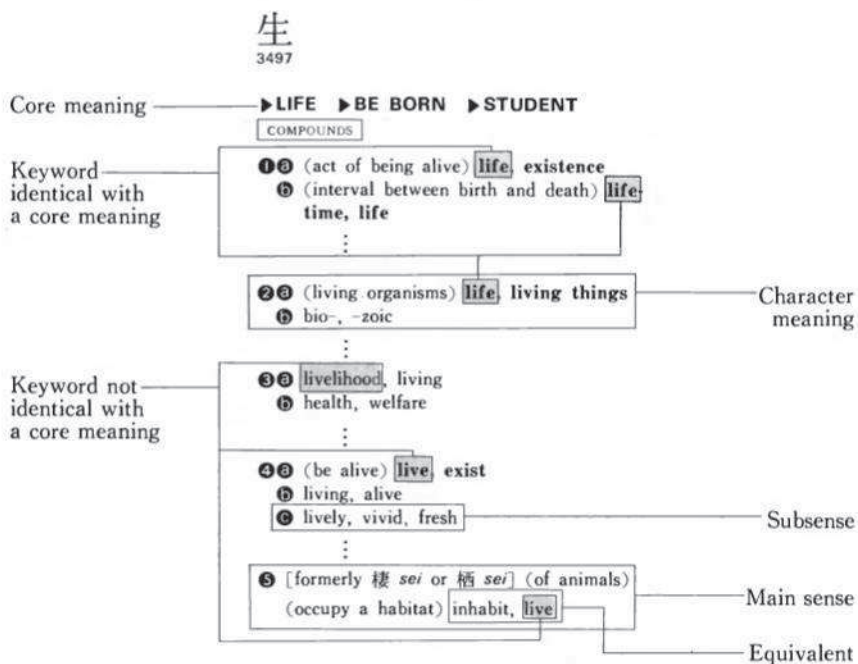 生
3497
Core meaning
▶LIFE ▶BE BORN ▶STUDENT
COMPOUNDS
Keyword
identical with
a core meaning
❶ⓐ (act of being alive) life, existence
ⓑ (interval between birth and death) life-
time, life
⋮
❷ⓐ (living organisms) life, living things
ⓑ bio-, -zoic
Character
meaning
⋮
Keyword not
identical with
a core meaning
❸ⓐ livelihood, living
ⓑ health, welfare
⋮
❹ⓐ (be alive) live, exist
ⓑ living, alive
ⓒ lively, vivid, fresh
Subsense
⋮
❺ [formerly 棲 sei or 栖 sei] (of animals)
(occupy a habitat) inhabit, live
Main sense
Equivalent